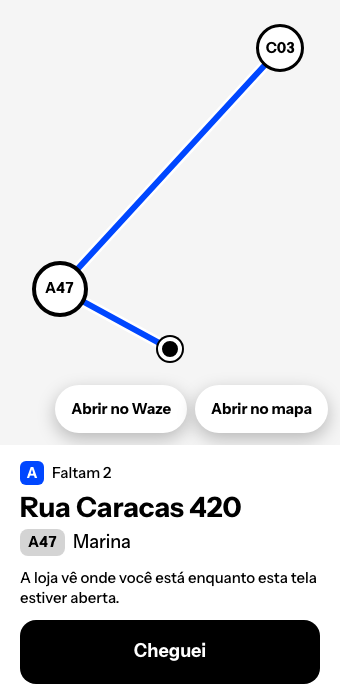 C03
A47
Abrir no Waze
Abrir no mapa
A Faltam 2
Rua Caracas 420
A47 Marina
A loja vê onde você está enquanto esta tela
estiver aberta.
Cheguei